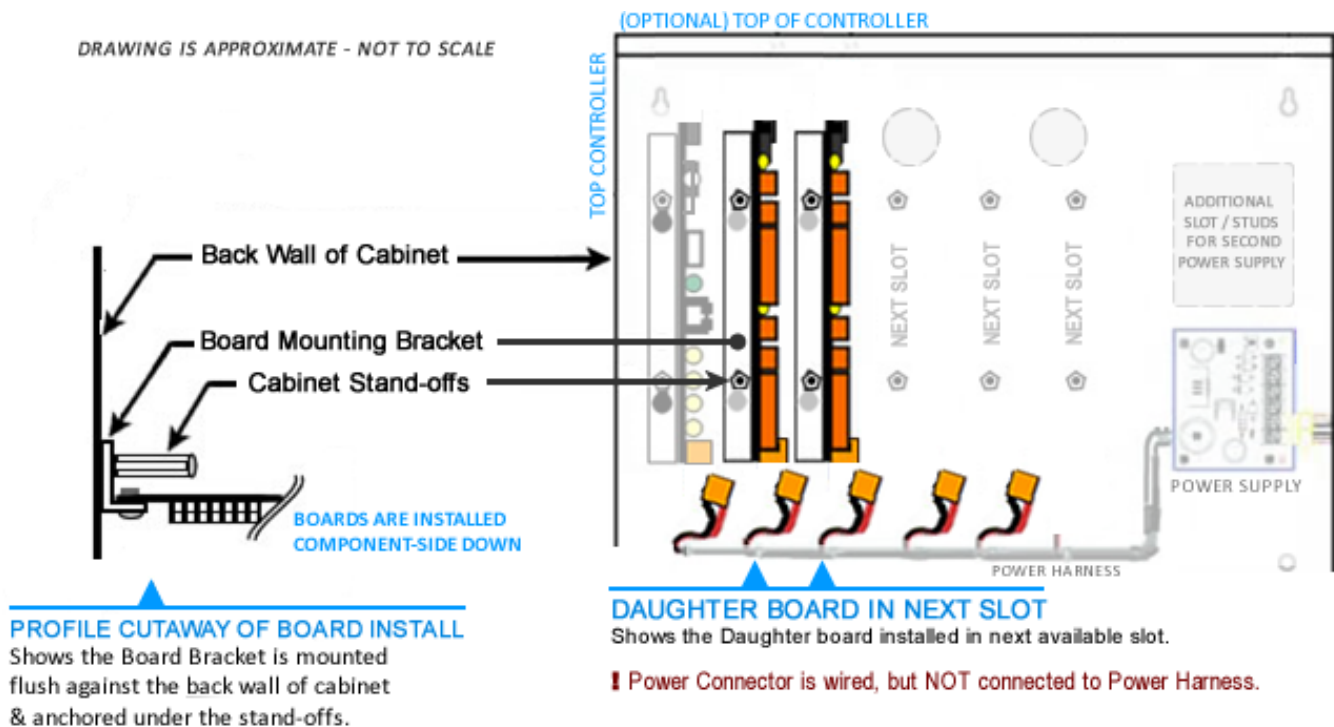 (OPTIONAL) TOP OF CONTROLLER
DRAWING IS APPROXIMATE - NOT TO SCALE
TOP CONTROLLER
ADDITIONAL
SLOT / STUDS
FOR SECOND
POWER SUPPLY
Back Wall of Cabinet
NEXT SLOT
NEXT SLOT
NEXT SLOT
Board Mounting Bracket
Cabinet Stand-offs
POWER SUPPLY
BOARDS ARE INSTALLED
COMPONENT-SIDE DOWN
POWER HARNESS
PROFILE CUTAWAY OF BOARD INSTALL
Shows the Board Bracket is mounted
flush against the back wall of cabinet
& anchored under the stand-offs.
DAUGHTER BOARD IN NEXT SLOT
Shows the Daughter board installed in next available slot.
! Power Connector is wired, but NOT connected to Power Harness.